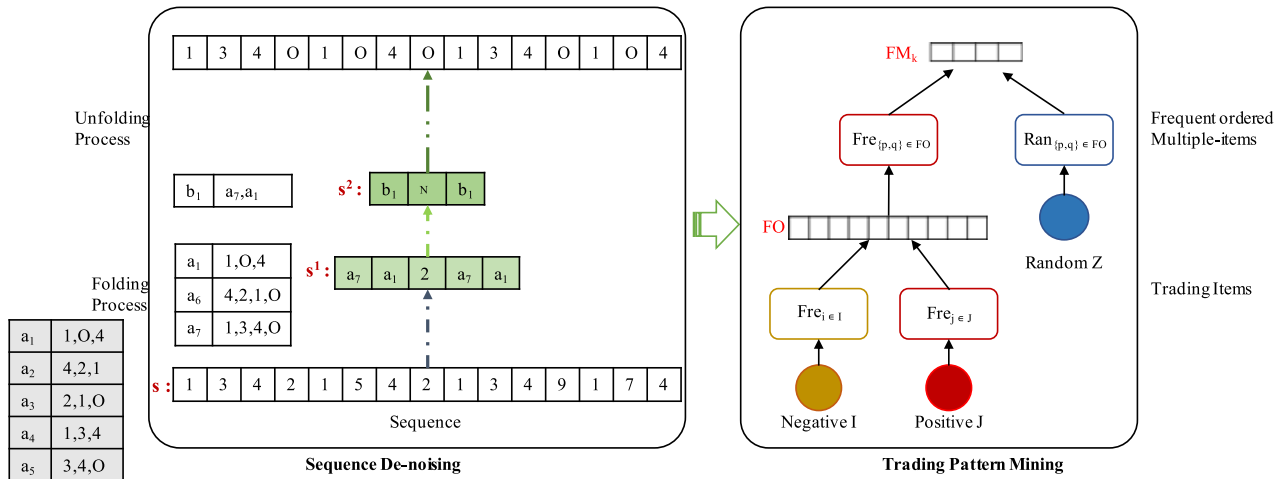 1 3 4 O 1 O 4 O 1 3 4 O 1 O 4
Unfolding
Process
b1 a7,a1
s2 : b1 N b1
a1 1,O,4
a6 4,2,1,O
a7 1,3,4,O
s1 : a7 a1 2 a7 a1
Folding
Process
a1 1,O,4
a2 4,2,1
a3 2,1,O
a4 1,3,4
a5 3,4,O
s : 1 3 4 2 1 5 4 2 1 3 4 9 1 7 4
Sequence
Sequence De-noising
FMk
Fre{p,q} ∈ FO
Ran{p,q} ∈ FO
Frequent ordered
Multiple-items
FO
Random Z
Fre i ∈ I
Fre j ∈ J
Trading Items
Negative I
Positive J
Trading Pattern Mining